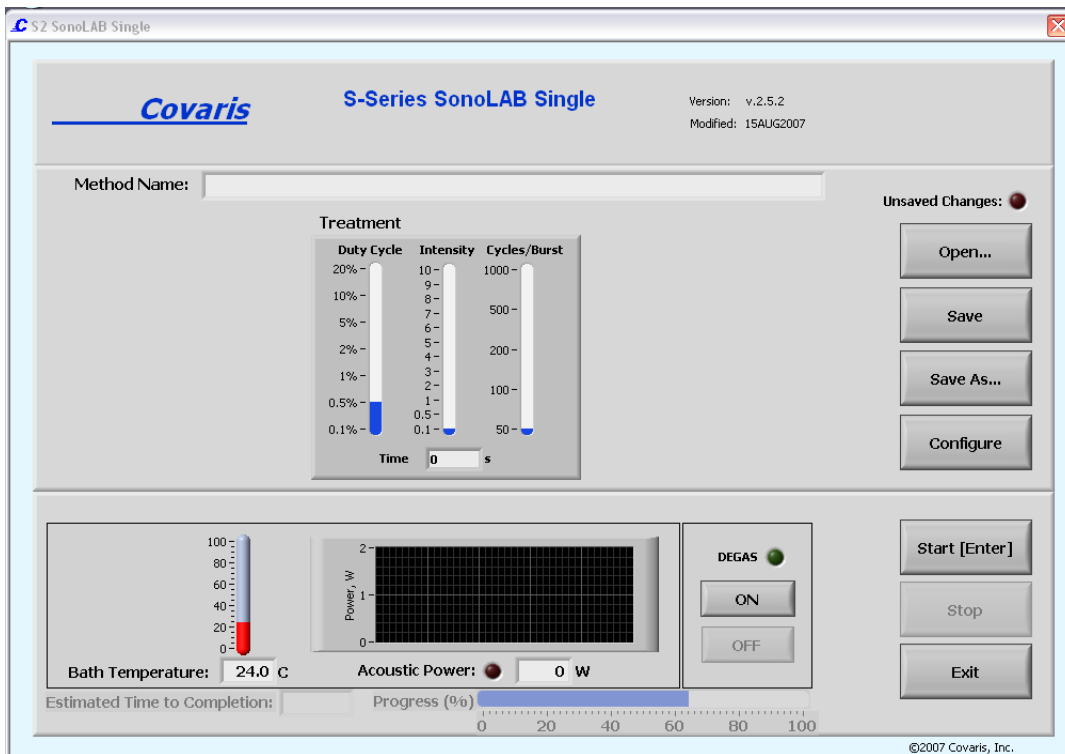 S2 SonoLAB Single
Covaris
S-Series SonoLAB Single
Version: v.2.5.2
Modified: 15AUG2007
Method Name:
Unsaved Changes:
Treatment
Duty Cycle Intensity Cycles/Burst
20%
10%
5%
2%
1%
0.5%
0.1%
10
9
8
7
6
5
4
3
2
1
0.5
0.1
1000
500
200
100
50
Time 0 s
Open...
Save
Save As...
Configure
100
80
60
40
20
0
Bath Temperature: 24.0 C
Power, W
2
1
0
Acoustic Power: 0 W
DEGAS
ON
OFF
Start [Enter]
Stop
Exit
Estimated Time to Completion:
Progress (%)
0 20 40 60 80 100
©2007 Covaris, Inc.